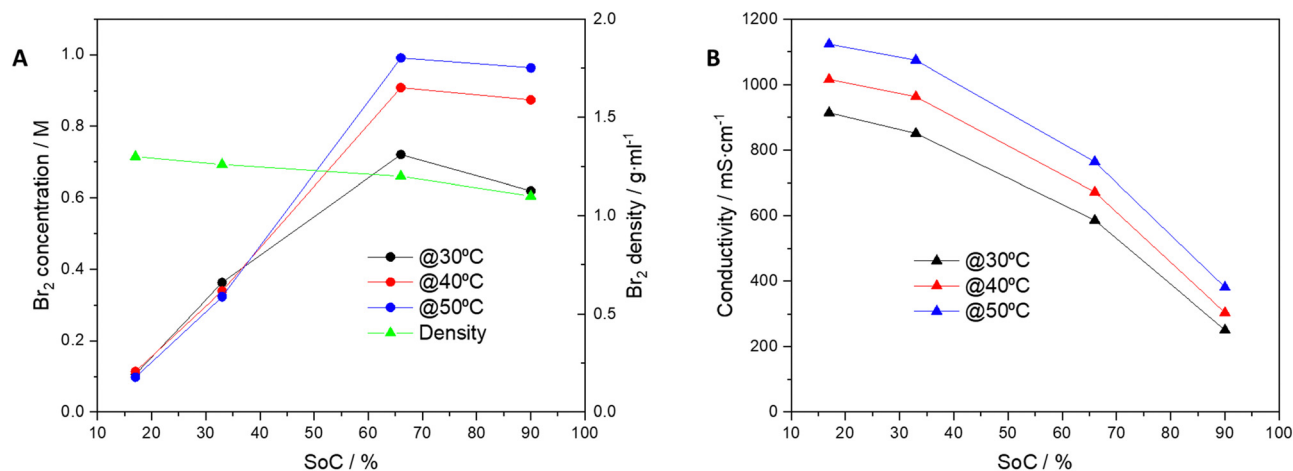 A
Br₂ concentration / M
1.0
0.8
0.6
0.4
0.2
0.0
2.0
1.5
1.0
0.5
0.0
Br₂ density / g·ml⁻¹
@30ºC
@40ºC
@50ºC
Density
10 20 30 40 50 60 70 80 90 100
SoC / %
B
Conductivity / mS·cm⁻¹
1200
1000
800
600
400
200
0
@30ºC
@40ºC
@50ºC
10 20 30 40 50 60 70 80 90 100
SoC / %